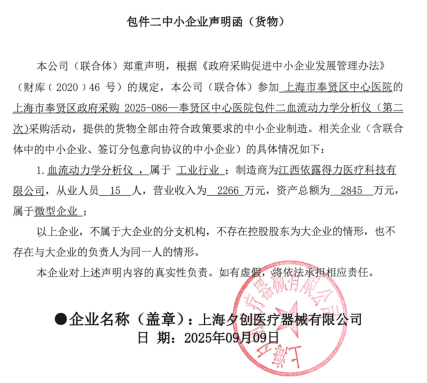 包件二中小企业声明函（货物）
本公司（联合体）郑重声明，根据《政府采购促进中小企业发展管理办法》
（财库﹝2020﹞46 号）的规定，本公司（联合体）参加 上海市奉贤区中心医院的
上海市奉贤区政府采购 2025-086—奉贤区中心医院包件二血流动力学分析仪（第二
次)采购活动，提供的货物全部由符合政策要求的中小企业制造。相关企业（含联合
体中的中小企业、签订分包意向协议的中小企业）的具体情况如下：
1. 血流动力学分析仪 ，属于 工业行业；制造商为江西依露得力医疗科技有
限公司，从业人员 15 人，营业收入为 2266 万元，资产总额为 2845 万元，
属于微型企业；
以上企业，不属于大企业的分支机构，不存在控股股东为大企业的情形，也不
存在与大企业的负责人为同一人的情形。
本企业对上述声明内容的真实性负责。如有虚假，将依法承担相应责任。
●企业名称（盖章）：上海夕创医疗器械有限公司
日 期：2025年09月09日
上海夕创医疗器械有限公司